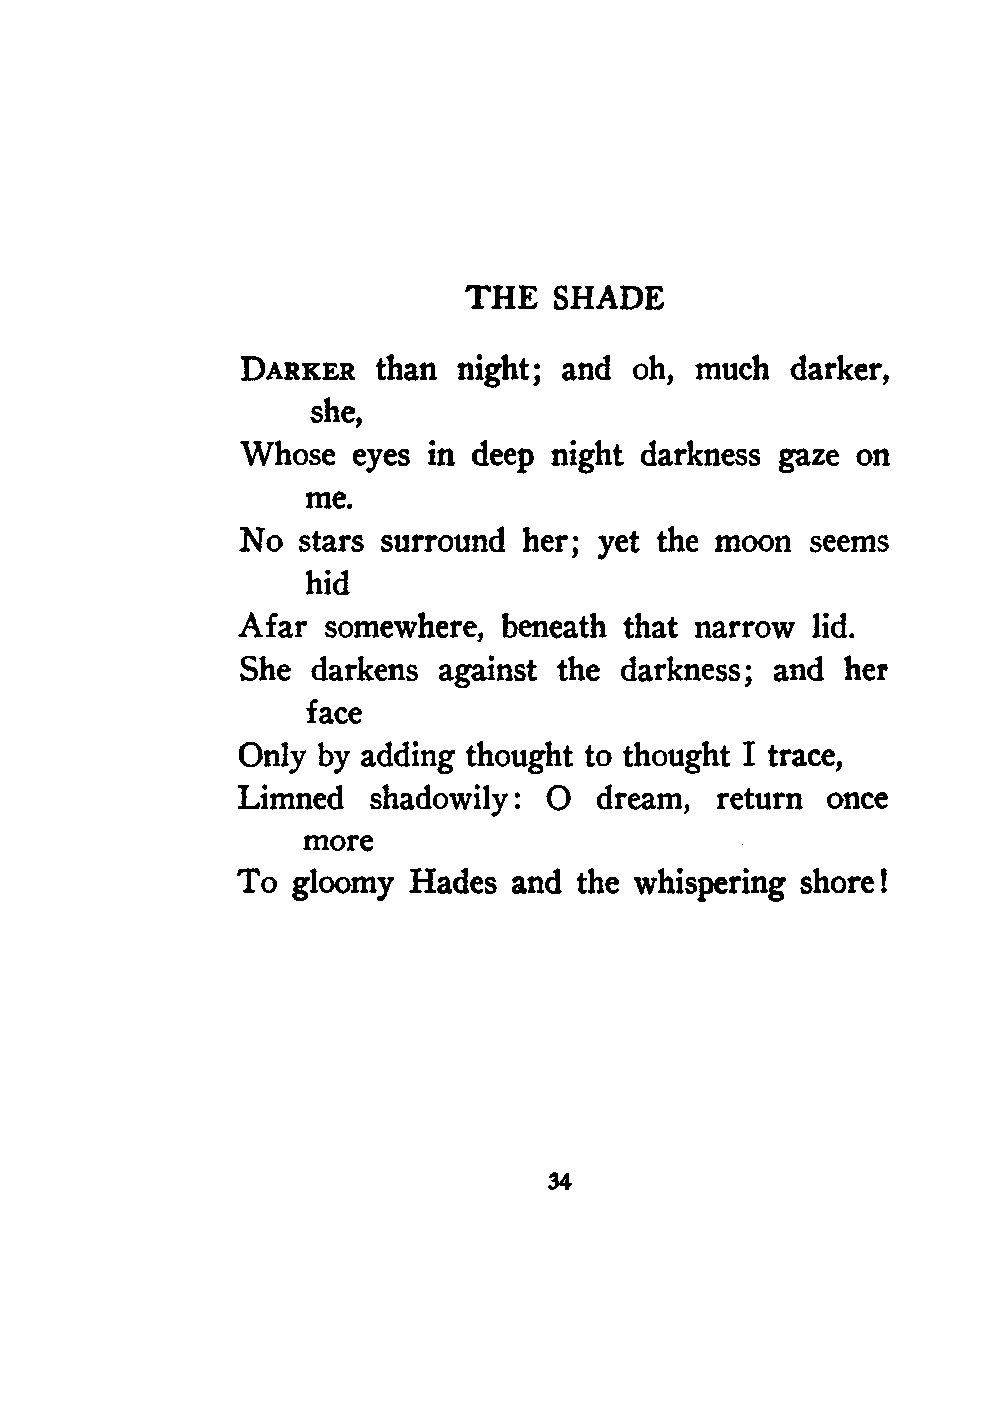 THE SHADE
DARKER than night; and oh, much darker,
she,
Whose eyes in deep night darkness gaze on
me.
No stars surround her; yet the moon seems
hid
Afar somewhere, beneath that narrow lid.
She darkens against the darkness; and her
face
Only by adding thought to thought I trace,
Limned shadowily: O dream, return once
more
To gloomy Hades and the whispering shore!
34